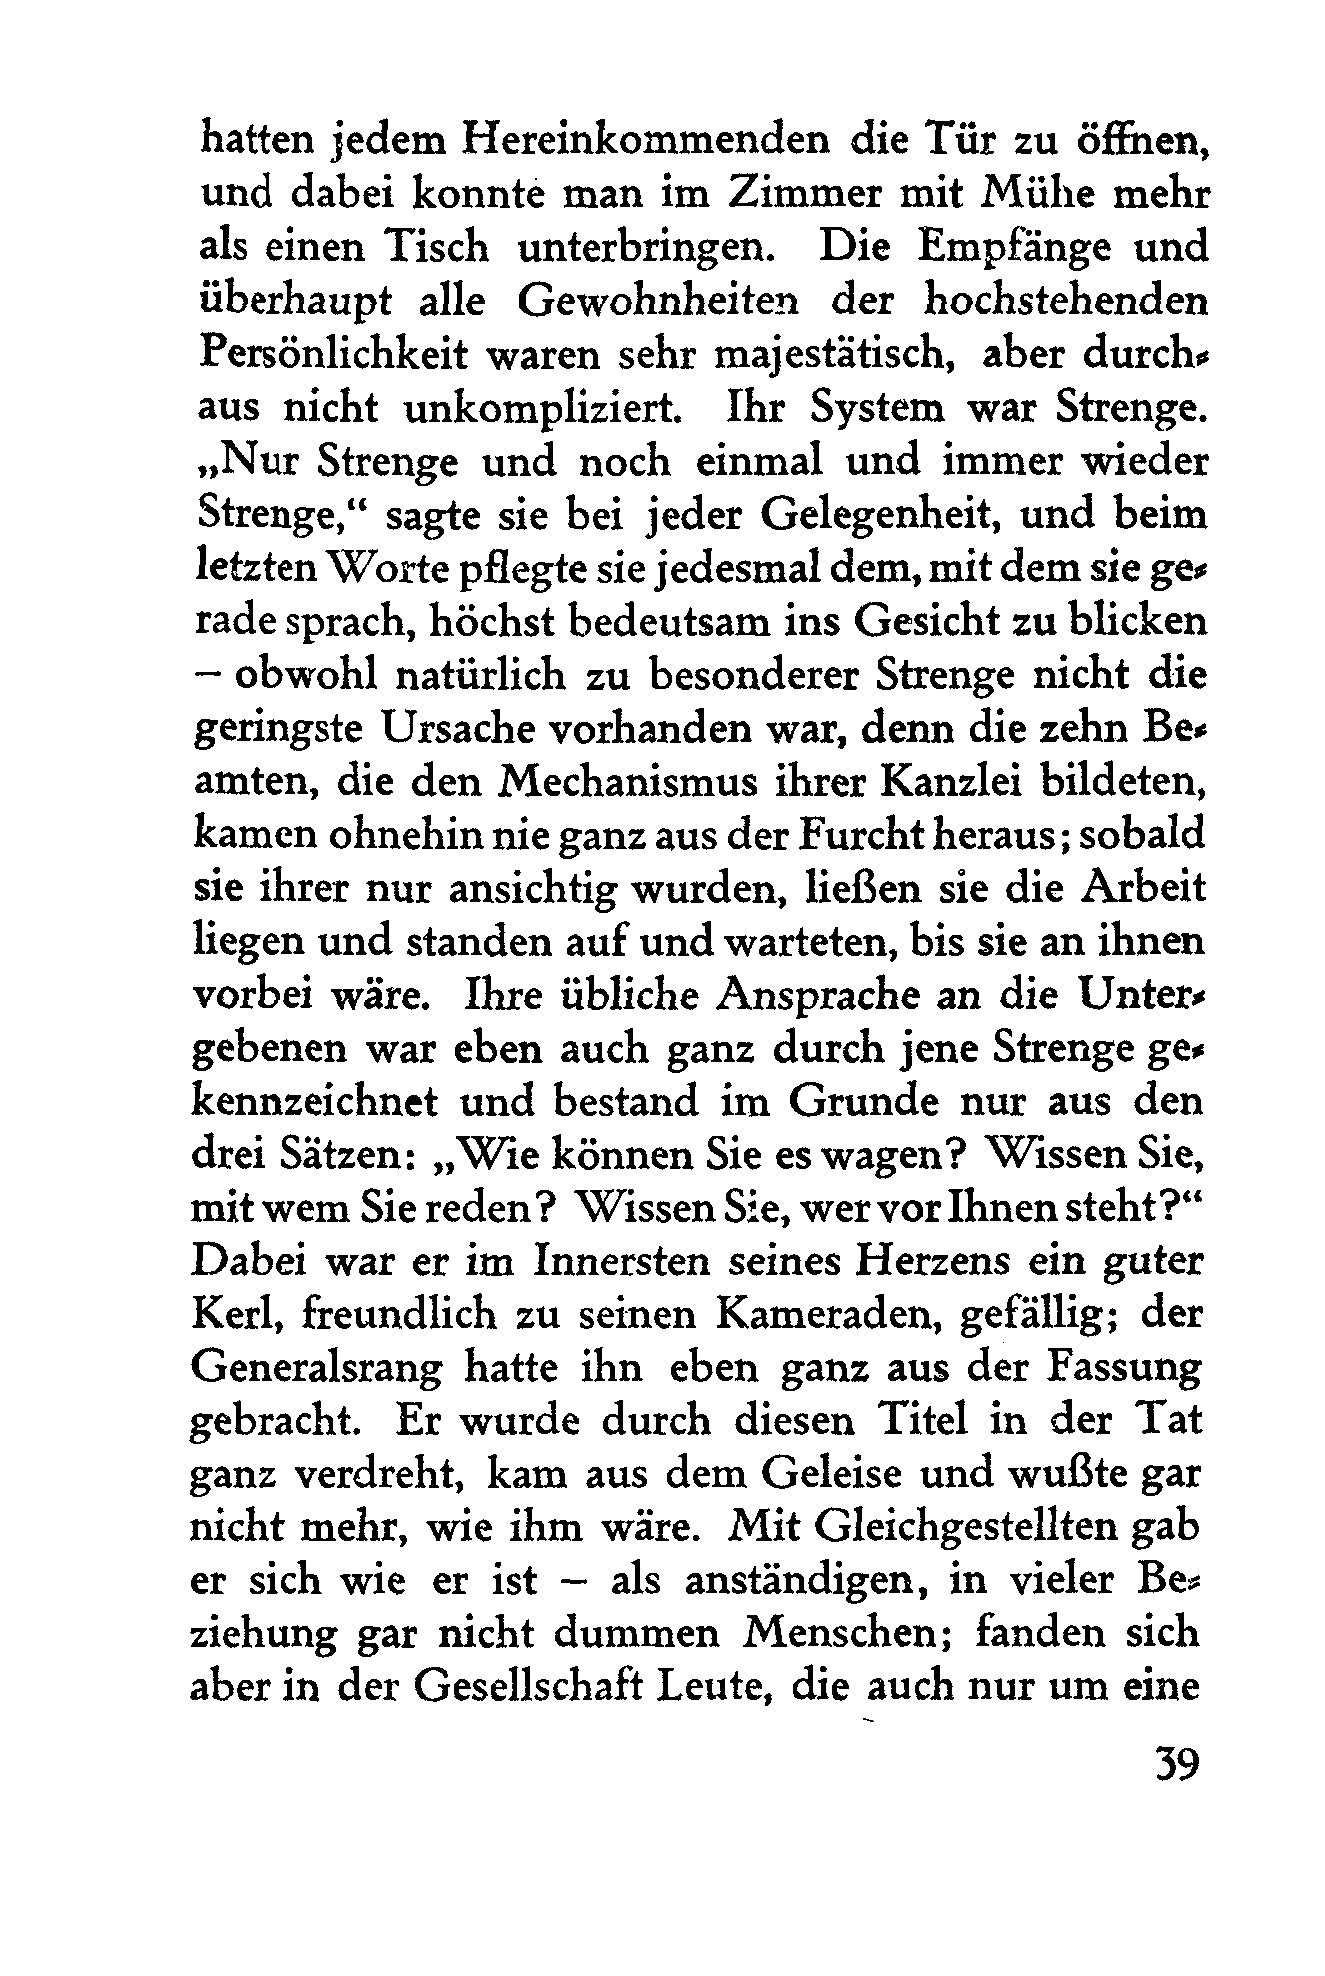 hatten jedem Hereinkommenden die Tür zu öffnen,
und dabei konnte man im Zimmer mit Mühe mehr
als einen Tisch unterbringen. Die Empfänge und
überhaupt alle Gewohnheiten der hochstehenden
Persönlichkeit waren sehr majestätisch, aber durch-
aus nicht unkompliziert. Ihr System war Strenge.
„Nur Strenge und noch einmal und immer wieder
Strenge,“ sagte sie bei jeder Gelegenheit, und beim
letzten Worte pflegte sie jedesmal dem, mit dem sie ge-
rade sprach, höchst bedeutsam ins Gesicht zu blicken
– obwohl natürlich zu besonderer Strenge nicht die
geringste Ursache vorhanden war, denn die zehn Be-
amten, die den Mechanismus ihrer Kanzlei bildeten,
kamen ohnehin nie ganz aus der Furcht heraus; sobald
sie ihrer nur ansichtig wurden, ließen sie die Arbeit
liegen und standen auf und warteten, bis sie an ihnen
vorbei wäre. Ihre übliche Ansprache an die Unter-
gebenen war eben auch ganz durch jene Strenge ge-
kennzeichnet und bestand im Grunde nur aus den
drei Sätzen: „Wie können Sie es wagen? Wissen Sie,
mit wem Sie reden? Wissen Sie, wer vor Ihnen steht?“
Dabei war er im Innersten seines Herzens ein guter
Kerl, freundlich zu seinen Kameraden, gefällig; der
Generalsrang hatte ihn eben ganz aus der Fassung
gebracht. Er wurde durch diesen Titel in der Tat
ganz verdreht, kam aus dem Geleise und wußte gar
nicht mehr, wie ihm wäre. Mit Gleichgestellten gab
er sich wie er ist – als anständigen, in vieler Be-
ziehung gar nicht dummen Menschen; fanden sich
aber in der Gesellschaft Leute, die auch nur um eine
39